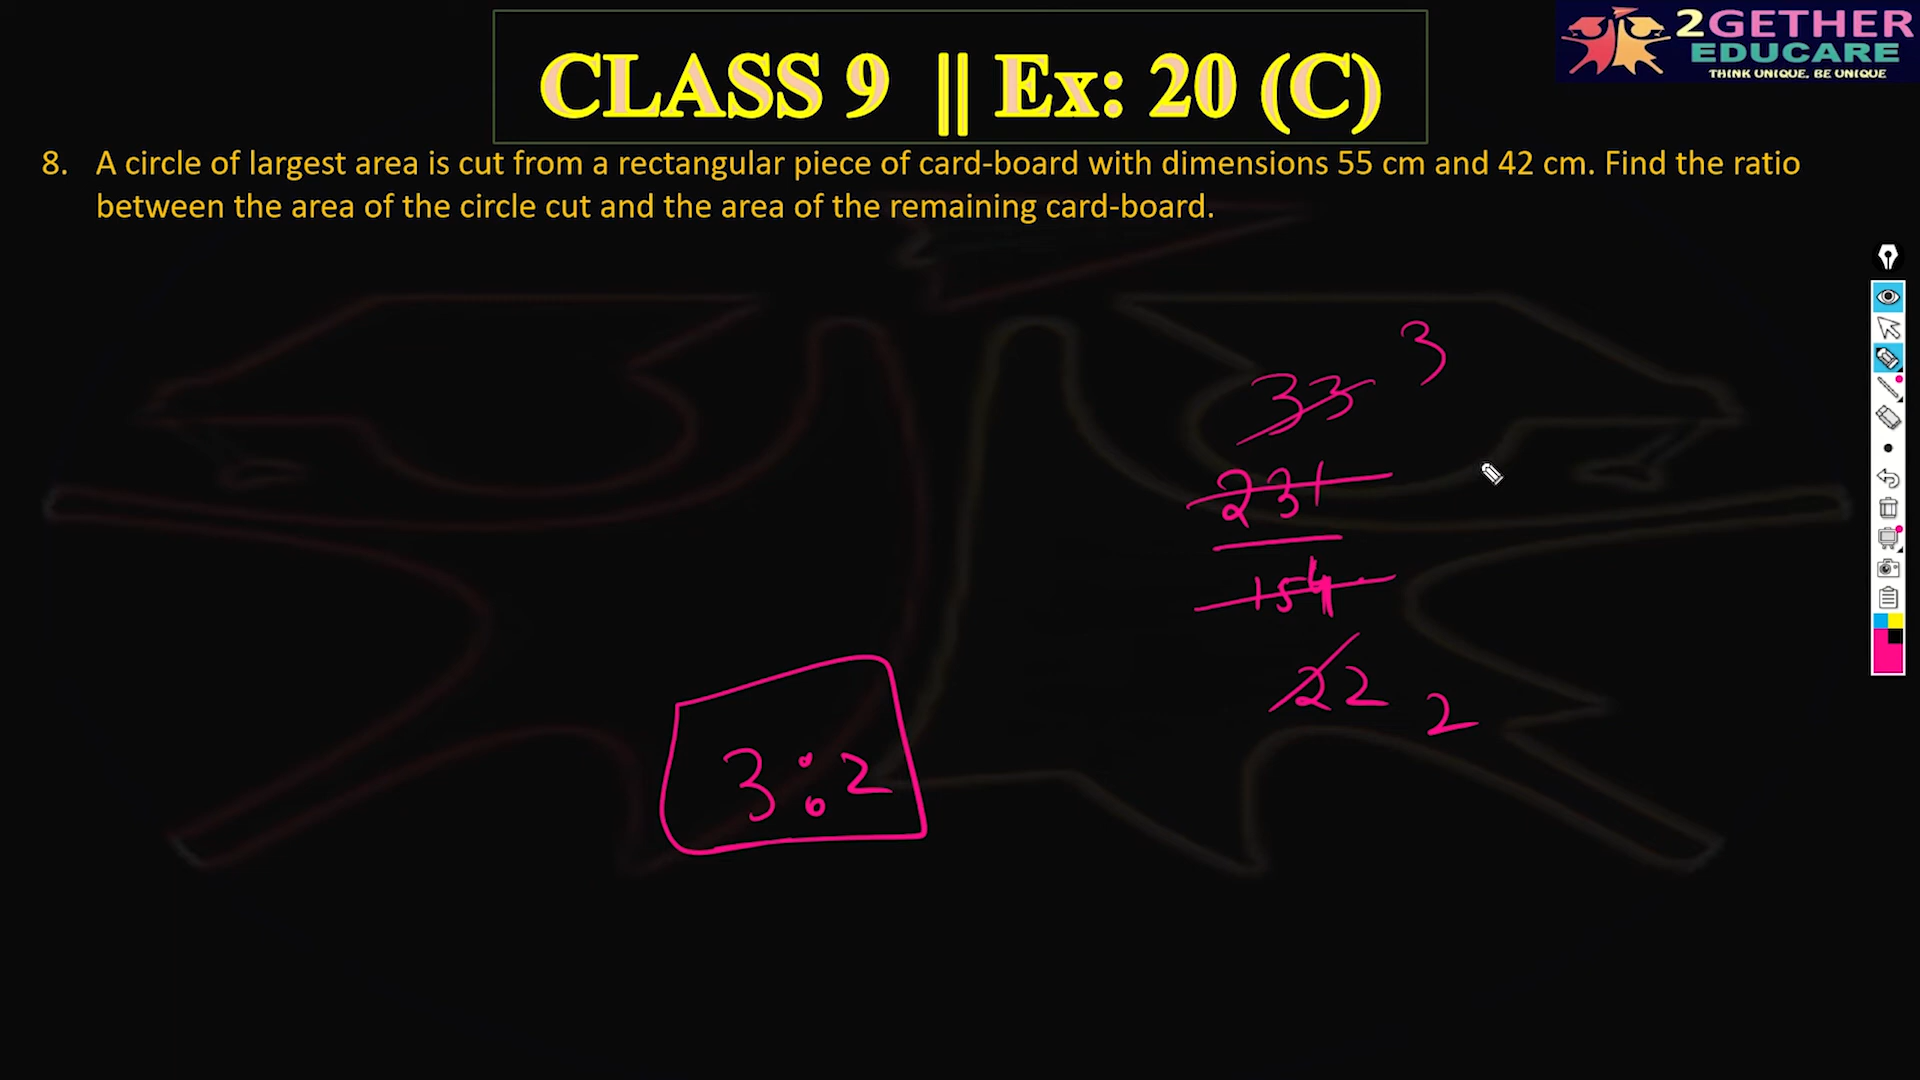 2GETHER
EDUCARE
THINK UNIQUE. BE UNIQUE
CLASS 9 || Ex: 20 (C)
8. A circle of largest area is cut from a rectangular piece of card-board with dimensions 55 cm and 42 cm. Find the ratio
between the area of the circle cut and the area of the remaining card-board.
33 3
231
154
22 2
3 : 2